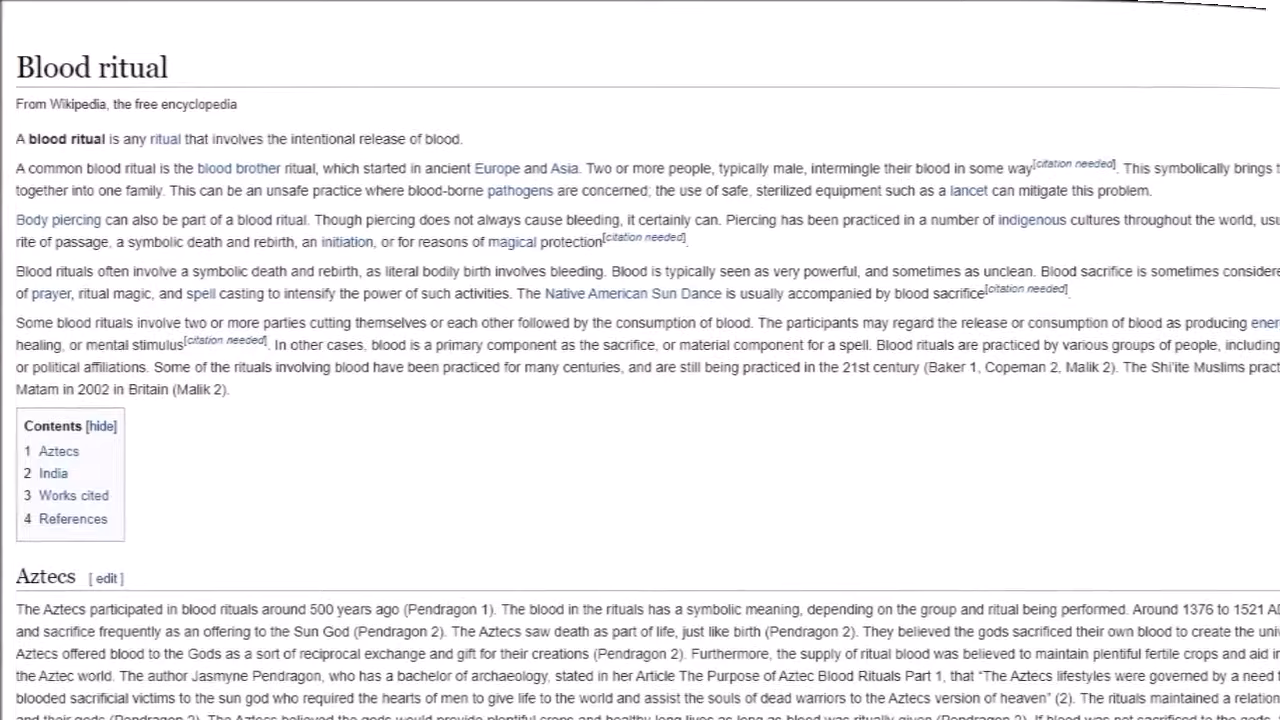 Blood ritual
From Wikipedia, the free encyclopedia
A blood ritual is any ritual that involves the intentional release of blood.
A common blood ritual is the blood brother ritual, which started in ancient Europe and Asia. Two or more people, typically male, intermingle their blood in some way[citation needed]. This symbolically brings
together into one family. This can be an unsafe practice where blood-borne pathogens are concerned; the use of safe, sterilized equipment such as a lancet can mitigate this problem.
Body piercing can also be part of a blood ritual. Though piercing does not always cause bleeding, it certainly can. Piercing has been practiced in a number of indigenous cultures throughout the world,
rite of passage, a symbolic death and rebirth, an initiation, or for reasons of magical protection[citation needed].
Blood rituals often involve a symbolic death and rebirth, as literal bodily birth involves bleeding. Blood is typically seen as very powerful, and sometimes as unclean. Blood sacrifice is sometimes
of prayer, ritual magic, and spell casting to intensify the power of such activities. The Native American Sun Dance is usually accompanied by blood sacrifice[citation needed].
Some blood rituals involve two or more parties cutting themselves or each other followed by the consumption of blood. The participants may regard the release or consumption of blood as producing
healing, or mental stimulus[citation needed]. In other cases, blood is a primary component as the sacrifice, or material component for a spell. Blood rituals are practiced by various groups of people, including
or political affiliations. Some of the rituals involving blood have been practiced for many centuries, and are still being practiced in the 21st century (Baker 1, Copeman 2, Malik 2). The Shi'ite Muslims
Matam in 2002 in Britain (Malik 2).
Contents [hide]
1 Aztecs
2 India
3 Works cited
4 References
Aztecs [ edit ]
The Aztecs participated in blood rituals around 500 years ago (Pendragon 1). The blood in the rituals has a symbolic meaning, depending on the group and ritual being performed. Around 1376 to 1521
and sacrifice frequently as an offering to the Sun God (Pendragon 2). The Aztecs saw death as part of life, just like birth (Pendragon 2). They believed the gods sacrificed their own blood to create the
Aztecs offered blood to the Gods as a sort of reciprocal exchange and gift for their creations (Pendragon 2). Furthermore, the supply of ritual blood was believed to maintain plentiful fertile crops and aid
the Aztec world. The author Jasmyne Pendragon, who has a bachelor of archaeology, stated in her Article The Purpose of Aztec Blood Rituals Part 1, that "The Aztecs lifestyles were governed by a need
blooded sacrificial victims to the sun god who required the hearts of men to give life to the world and assist the souls of dead warriors to the Aztecs version of heaven" (2). The rituals maintained a